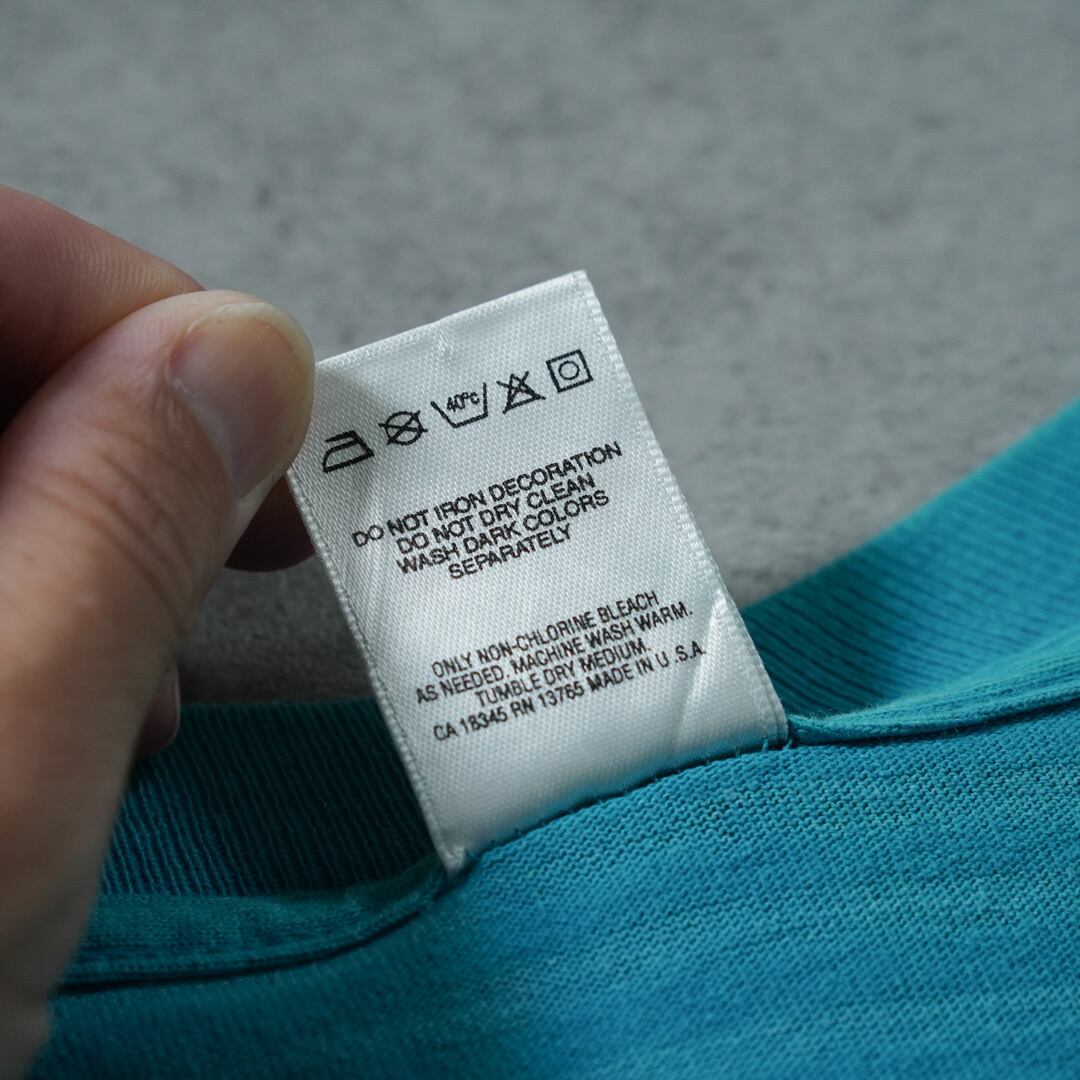 40°C
DO NOT IRON DECORATION
DO NOT DRY CLEAN
WASH DARK COLORS
SEPARATELY
ONLY NON-CHLORINE BLEACH
AS NEEDED. MACHINE WASH WARM.
TUMBLE DRY MEDIUM.
CA 18345 RN 13765 MADE IN U.S.A.